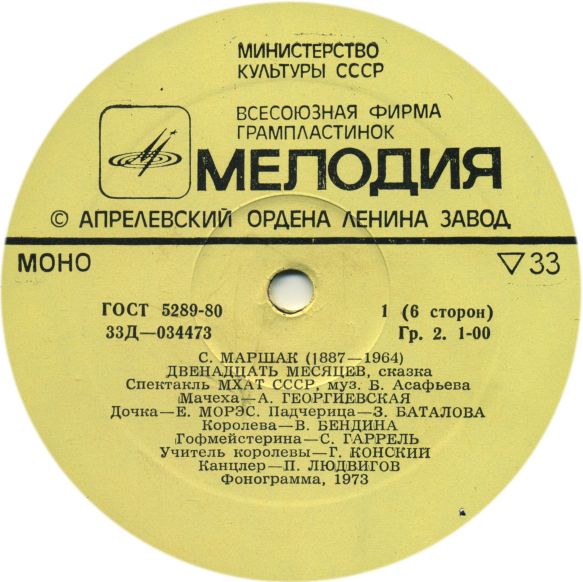 МИНИСТЕРСТВО
КУЛЬТУРЫ СССР
ВСЕСОЮЗНАЯ ФИРМА
ГРАМПЛАСТИНОК
МЕЛОДИЯ
© АПРЕЛЕВСКИЙ ОРДЕНА ЛЕНИНА ЗАВОД
МОНО ▽33
ГОСТ 5289-80 1 (6 сторон)
33Д—034473 Гр. 2. 1-00
С. МАРШАК (1887—1964)
ДВЕНАДЦАТЬ МЕСЯЦЕВ, сказка
Спектакль МХАТ СССР, муз. Б. Асафьева
Мачеха—А. ГЕОРГИЕВСКАЯ
Дочка—Е. МОРЭС. Падчерица—З. БАТАЛОВА
Королева—В. БЕНДИНА
Гофмейстерина—С. ГАРРЕЛЬ
Учитель королевы—Г. КОНСКИЙ
Канцлер—П. ЛЮДВИГОВ
Фонограмма, 1973